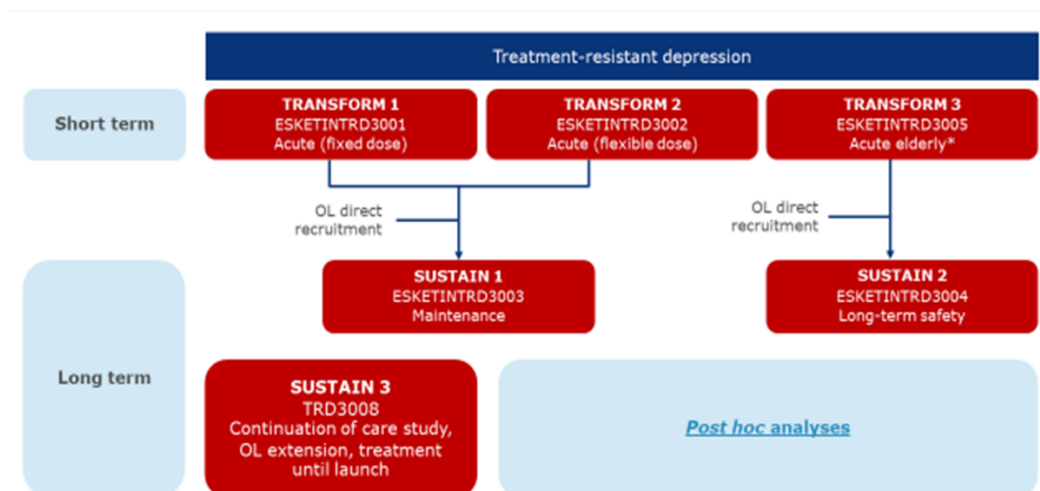 Treatment-resistant depression
Short term
TRANSFORM 1
ESKETINTRD3001
Acute (fixed dose)
TRANSFORM 2
ESKETINTRD3002
Acute (flexible dose)
TRANSFORM 3
ESKETINTRD3005
Acute elderly*
OL direct
recruitment
OL direct
recruitment
Long term
SUSTAIN 1
ESKETINTRD3003
Maintenance
SUSTAIN 2
ESKETINTRD3004
Long-term safety
SUSTAIN 3
TRD3008
Continuation of care study,
OL extension, treatment
until launch
Post hoc analyses